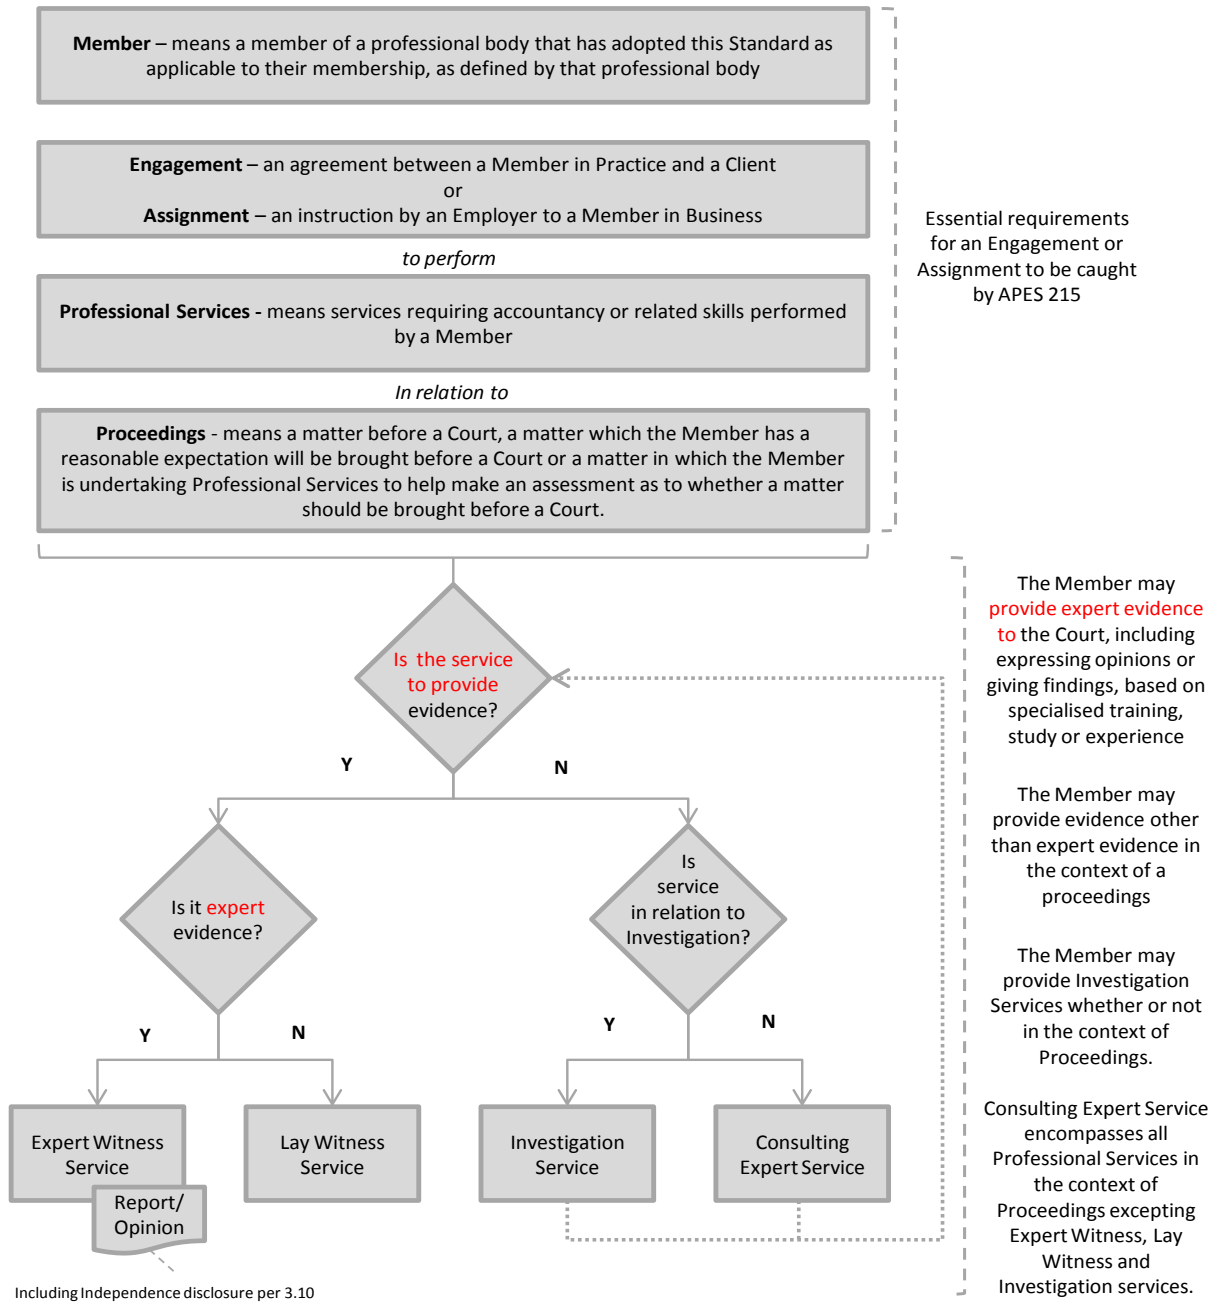 Member – means a member of a professional body that has adopted this Standard as
applicable to their membership, as defined by that professional body
Engagement – an agreement between a Member in Practice and a Client
or
Assignment – an instruction by an Employer to a Member in Business
to perform
Professional Services - means services requiring accountancy or related skills performed
by a Member
In relation to
Proceedings - means a matter before a Court, a matter which the Member has a
reasonable expectation will be brought before a Court or a matter in which the Member
is undertaking Professional Services to help make an assessment as to whether a matter
should be brought before a Court.
Essential requirements
for an Engagement or
Assignment to be caught
by APES 215
Is the service
to provide
evidence?
Y
N
Is it expert
evidence?
Is
service
in relation to
Investigation?
Y
N
Y
N
Expert Witness
Service
Lay Witness
Service
Investigation
Service
Consulting
Expert Service
Report/
Opinion
Including Independence disclosure per 3.10
The Member may
provide expert evidence
to the Court, including
expressing opinions or
giving findings, based on
specialised training,
study or experience
The Member may
provide evidence other
than expert evidence in
the context of a
proceedings
The Member may
provide Investigation
Services whether or not
in the context of
Proceedings.
Consulting Expert Service
encompasses all
Professional Services in
the context of
Proceedings excepting
Expert Witness, Lay
Witness and
Investigation services.